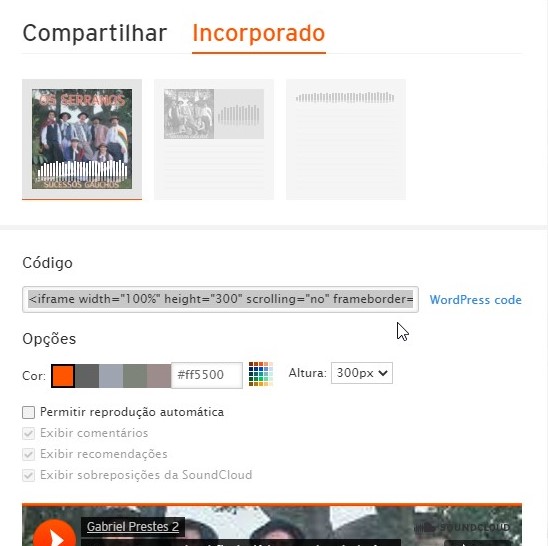 Compartilhar Incorporado
OS SERRANOS
SUCESSOS GAÚCHOS
Código
<iframe width="100%" height="300" scrolling="no" frameborder=
WordPress code
Opções
Cor: #ff5500 Altura: 300px
Permitir reprodução automática
Exibir comentários
Exibir recomendações
Exibir sobreposições da SoundCloud
Gabriel Prestes 2
SOUNDCLOUD